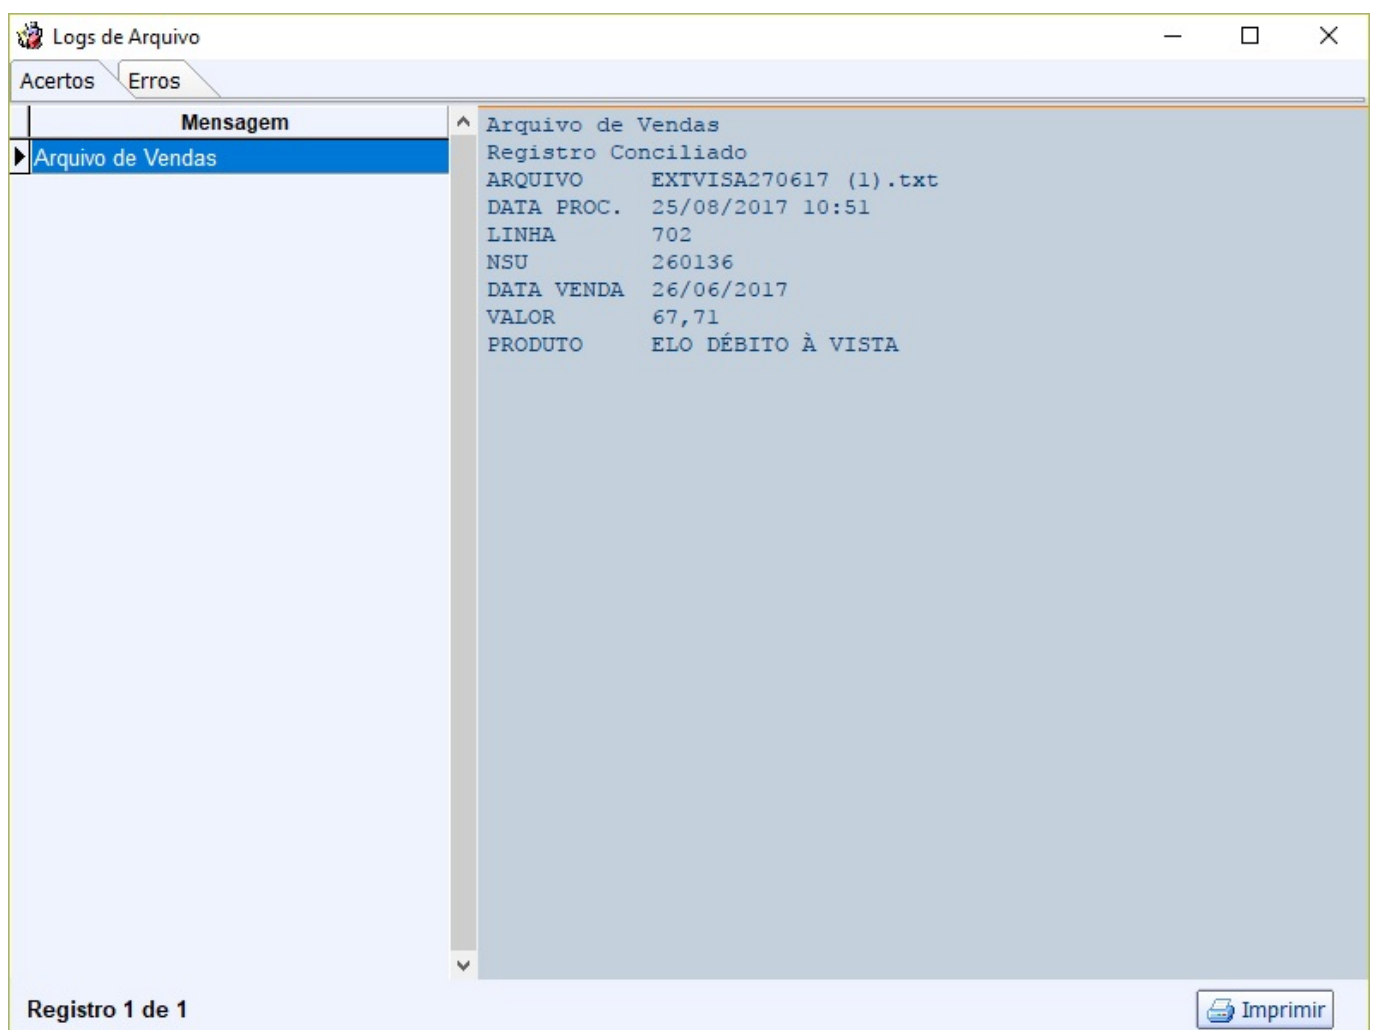 Logs de Arquivo
Acertos Erros
Mensagem
Arquivo de Vendas
Arquivo de Vendas
Registro Conciliado
ARQUIVO EXTVISA270617 (1).txt
DATA PROC. 25/08/2017 10:51
LINHA 702
NSU 260136
DATA VENDA 26/06/2017
VALOR 67,71
PRODUTO ELO DÉBITO À VISTA
Registro 1 de 1
Imprimir